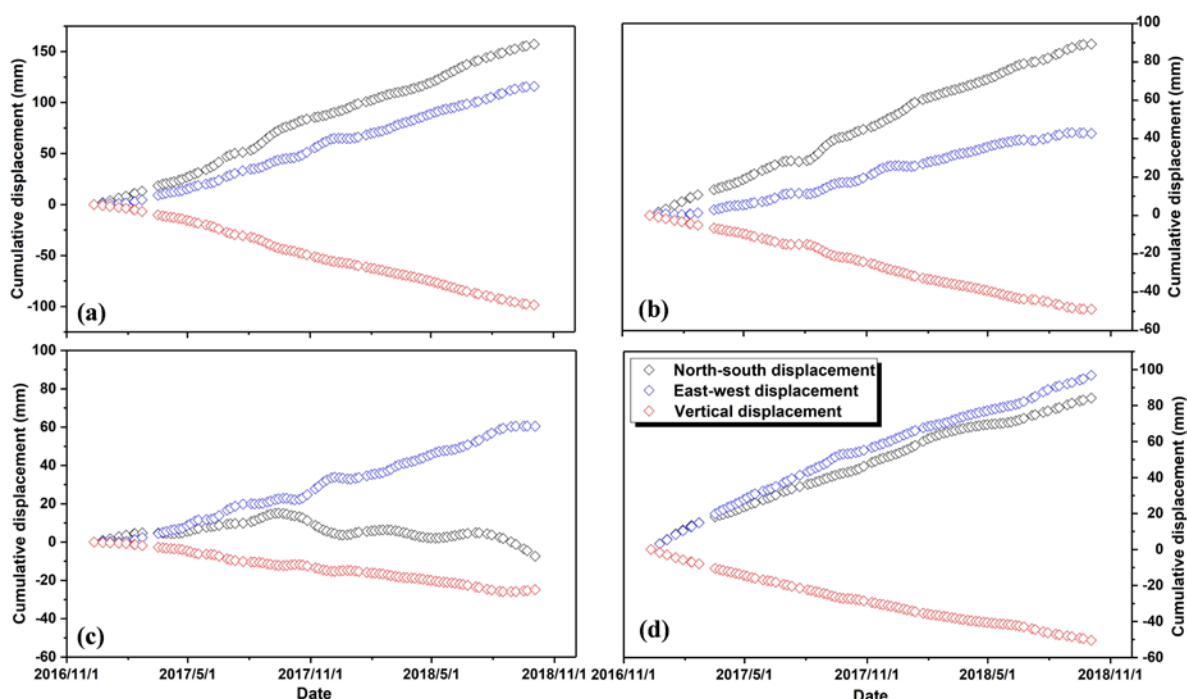 150
100
50
0
-50
-100
Cumulative displacement (mm)
(a)
100
80
60
40
20
0
-20
-40
-60
Cumulative displacement (mm)
(b)
100
80
60
40
20
0
-20
-40
-60
Cumulative displacement (mm)
(c)
2016/11/1 2017/5/1 2017/11/1 2018/5/1 2018/11/1
Date
North-south displacement
East-west displacement
Vertical displacement
100
80
60
40
20
0
-20
-40
-60
Cumulative displacement (mm)
(d)
2017/5/1 2017/11/1 2018/5/1 2018/11/1
Date